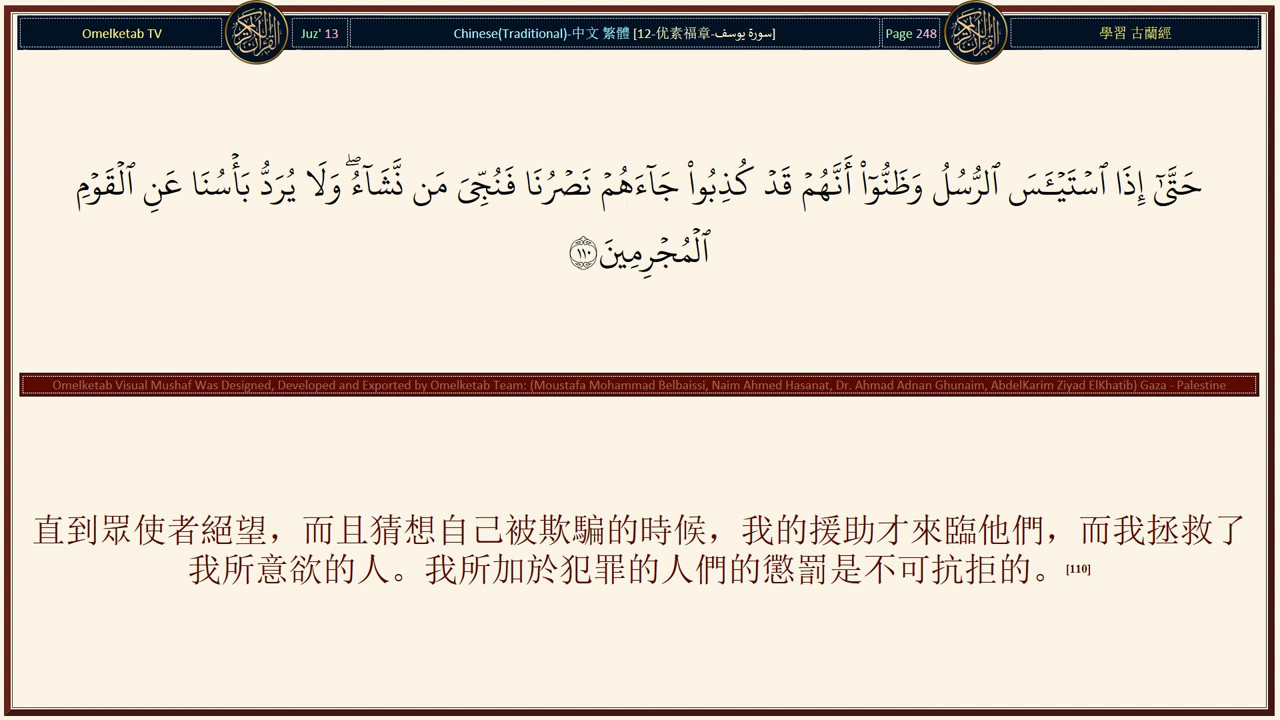 Omelketab TV
Juz' 13
Chinese(Traditional)-中文 繁體 [12-优素福章-سورة يوسف]
Page 248
學習 古蘭經
حَتَّىٰٓ إِذَا ٱسۡتَيۡـَٔسَ ٱلرُّسُلُ وَظَنُّوٓاْ أَنَّهُمۡ قَدۡ كُذِبُواْ جَآءَهُمۡ نَصۡرُنَا فَنُجِّيَ مَن نَّشَآءُۖ وَلَا يُرَدُّ بَأۡسُنَا عَنِ ٱلۡقَوۡمِ
ٱلۡمُجۡرِمِينَ ١١٠
Omelketab Visual Mushaf Was Designed, Developed and Exported by Omelketab Team: (Moustafa Mohammad Belbaissi, Naim Ahmed Hasanat, Dr. Ahmad Adnan Ghunaim, AbdelKarim Ziyad ElKhatib) Gaza - Palestine
直到眾使者絕望，而且猜想自己被欺騙的時候，我的援助才來臨他們，而我拯救了
我所意欲的人。我所加於犯罪的人們的懲罰是不可抗拒的。[110]